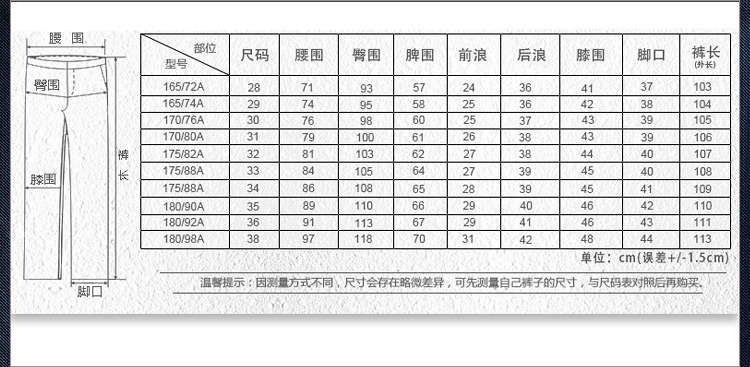 腰 围
臀围
膝围
裤长
脚口
部位 型号 尺码 腰围 臀围 脾围 前浪 后浪 膝围 脚口 裤长(外长)
165/72A 28 71 93 57 24 36 41 37 103
165/74A 29 74 95 58 25 36 42 38 104
170/76A 30 76 98 60 25 37 43 39 105
170/80A 31 79 100 61 26 38 43 39 106
175/82A 32 81 103 62 27 38 44 40 107
175/88A 33 84 105 64 27 39 45 40 108
175/88A 34 86 108 65 28 39 45 41 109
180/90A 35 89 110 66 29 40 46 42 110
180/92A 36 91 113 67 29 41 46 43 111
180/98A 38 97 118 70 31 42 48 44 113
单位：cm(误差+/-1.5cm)
温馨提示：因测量方式不同，尺寸会存在略微差异，可先测量自己裤子的尺寸，与尺码表对照后再购买。